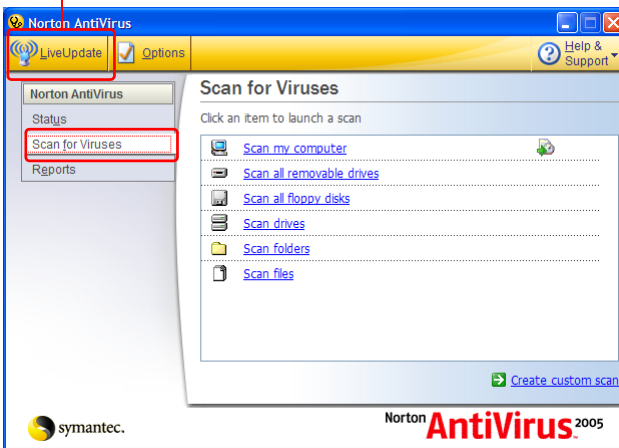 Norton AntiVirus
LiveUpdate
Options
Help &
Support
Norton AntiVirus
Status
Scan for Viruses
Reports
Scan for Viruses
Click an item to launch a scan
Scan my computer
Scan all removable drives
Scan all floppy disks
Scan drives
Scan folders
Scan files
Create custom scan
symantec.
Norton AntiVirus 2005